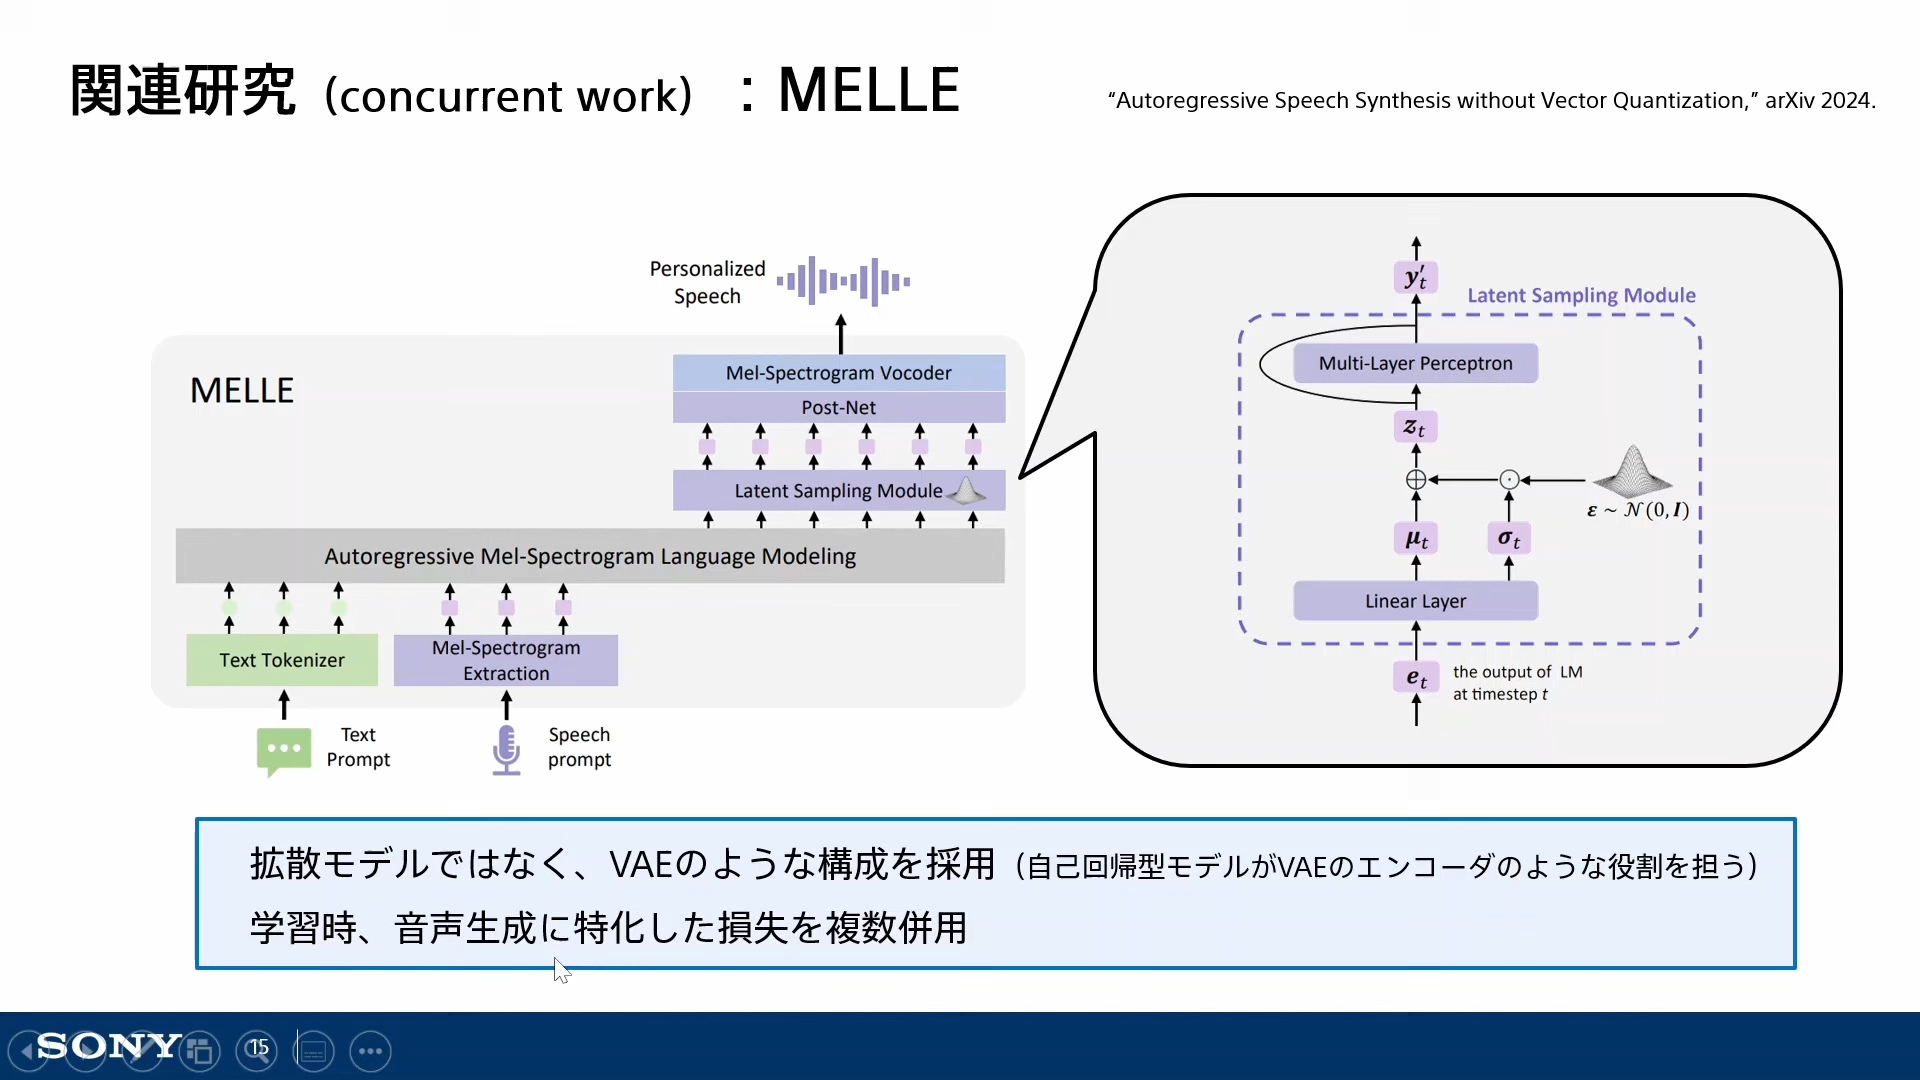 関連研究（concurrent work）：MELLE
“Autoregressive Speech Synthesis without Vector Quantization,” arXiv 2024.
Personalized
Speech
MELLE
Mel-Spectrogram Vocoder
Post-Net
Latent Sampling Module
Autoregressive Mel-Spectrogram Language Modeling
Text Tokenizer
Mel-Spectrogram
Extraction
Text
Prompt
Speech
prompt
y′t
Latent Sampling Module
Multi-Layer Perceptron
zt
ε ~ N(0, I)
μt
σt
Linear Layer
et
the output of LM
at timestep t
拡散モデルではなく、VAEのような構成を採用（自己回帰型モデルがVAEのエンコーダのような役割を担う）
学習時、音声生成に特化した損失を複数併用
SONY
15